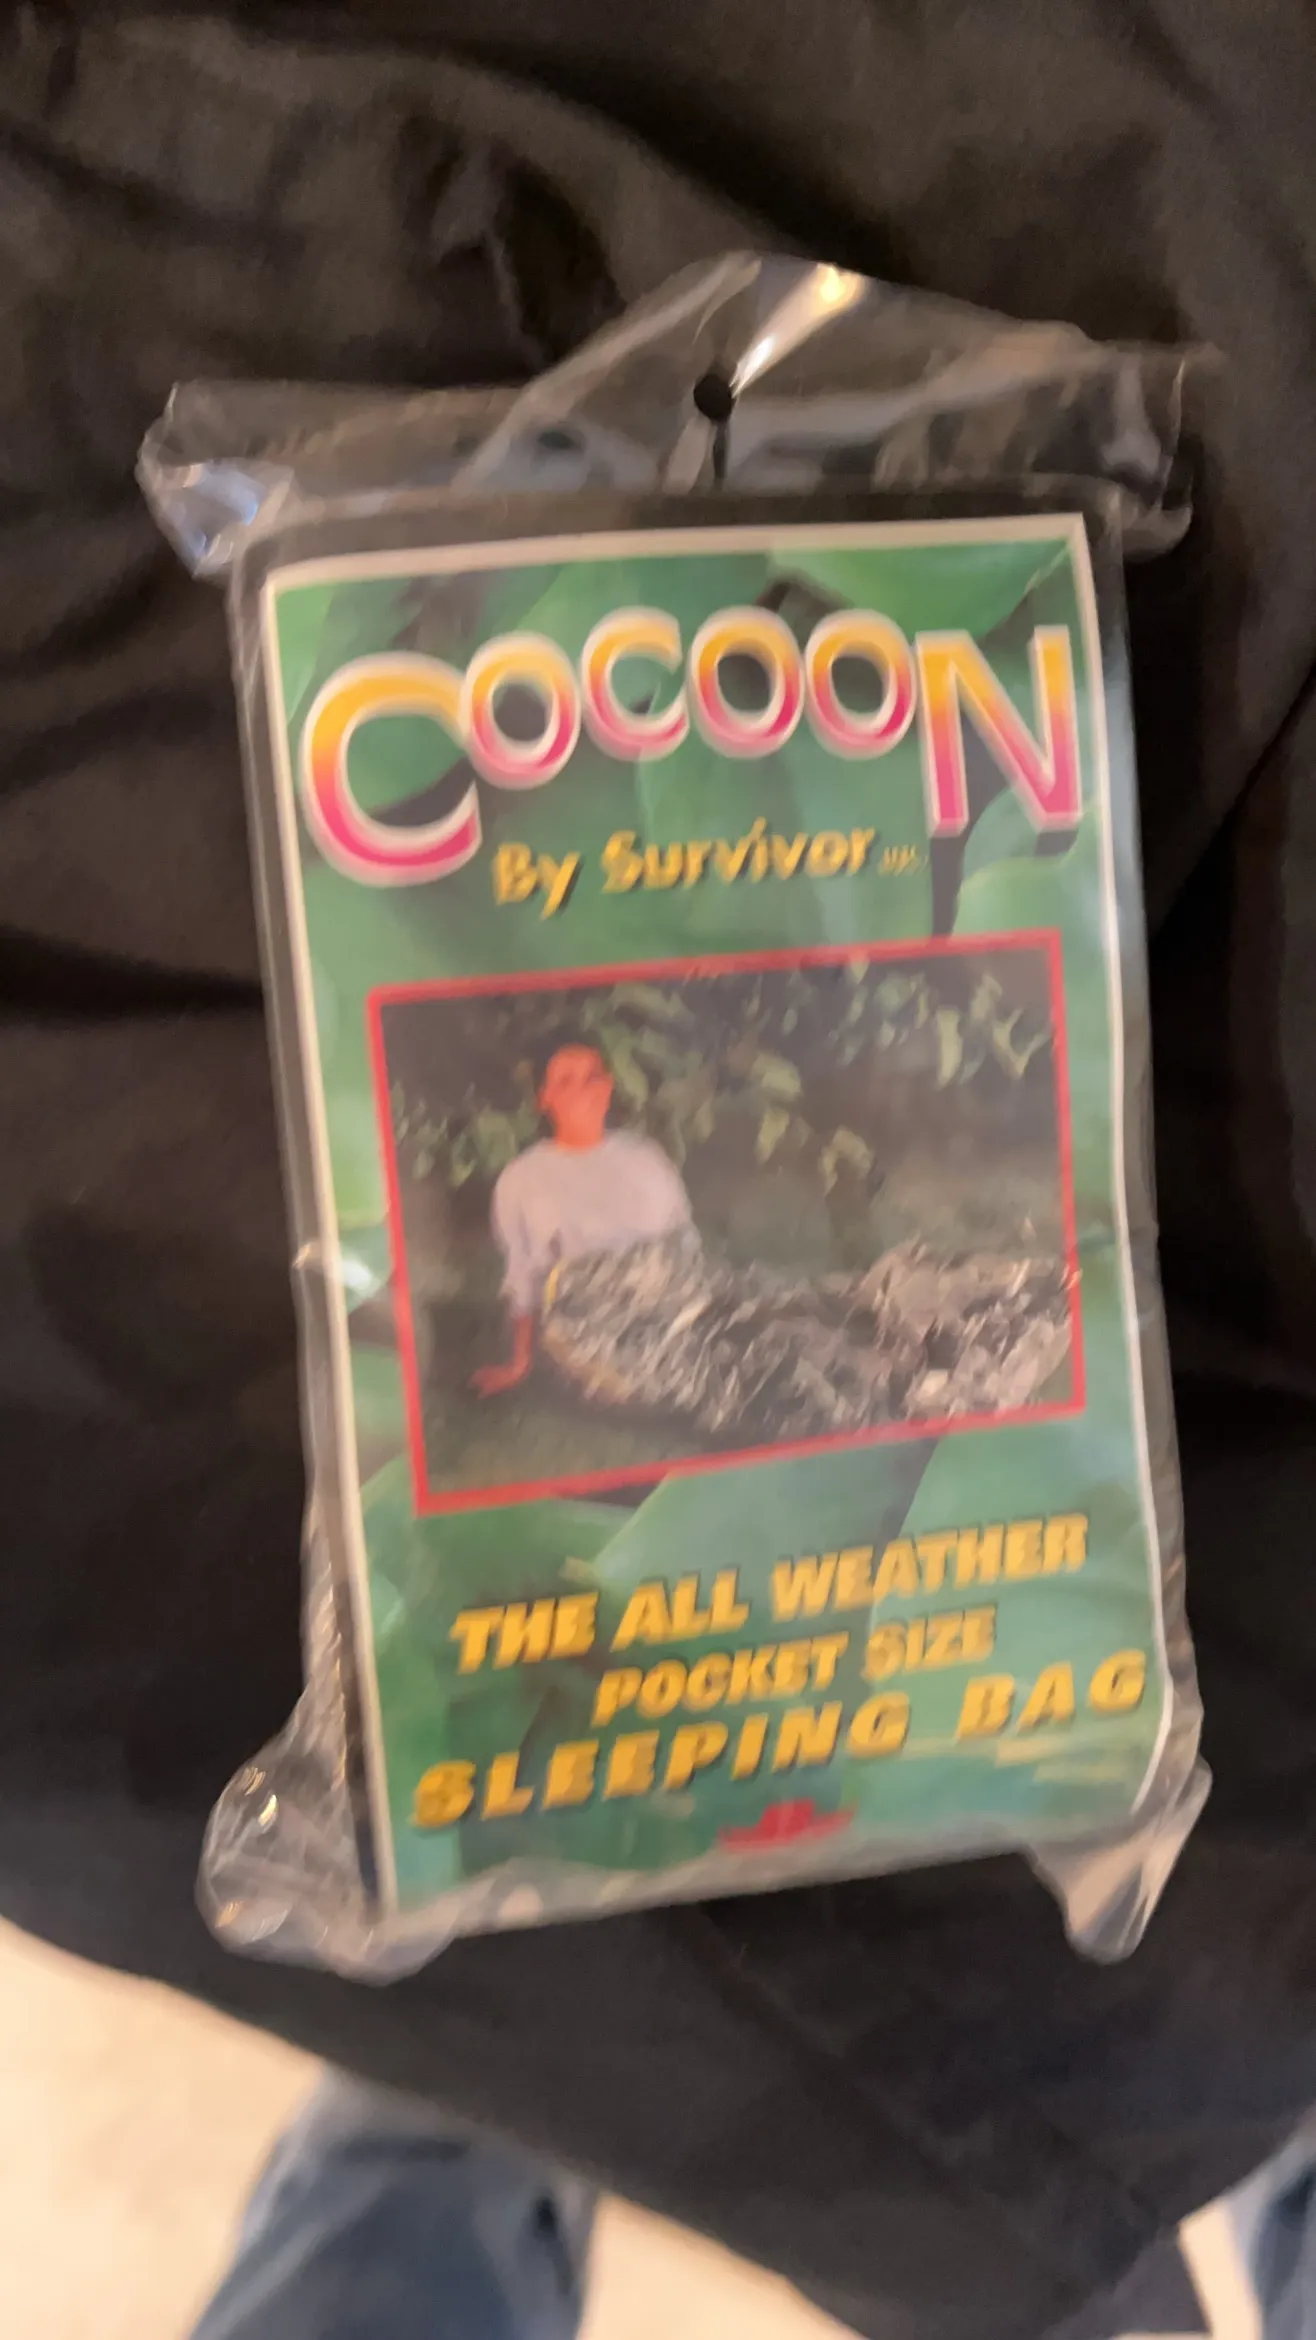 COCOON
By Survivor
THE ALL WEATHER
POCKET SIZE
SLEEPING BAG